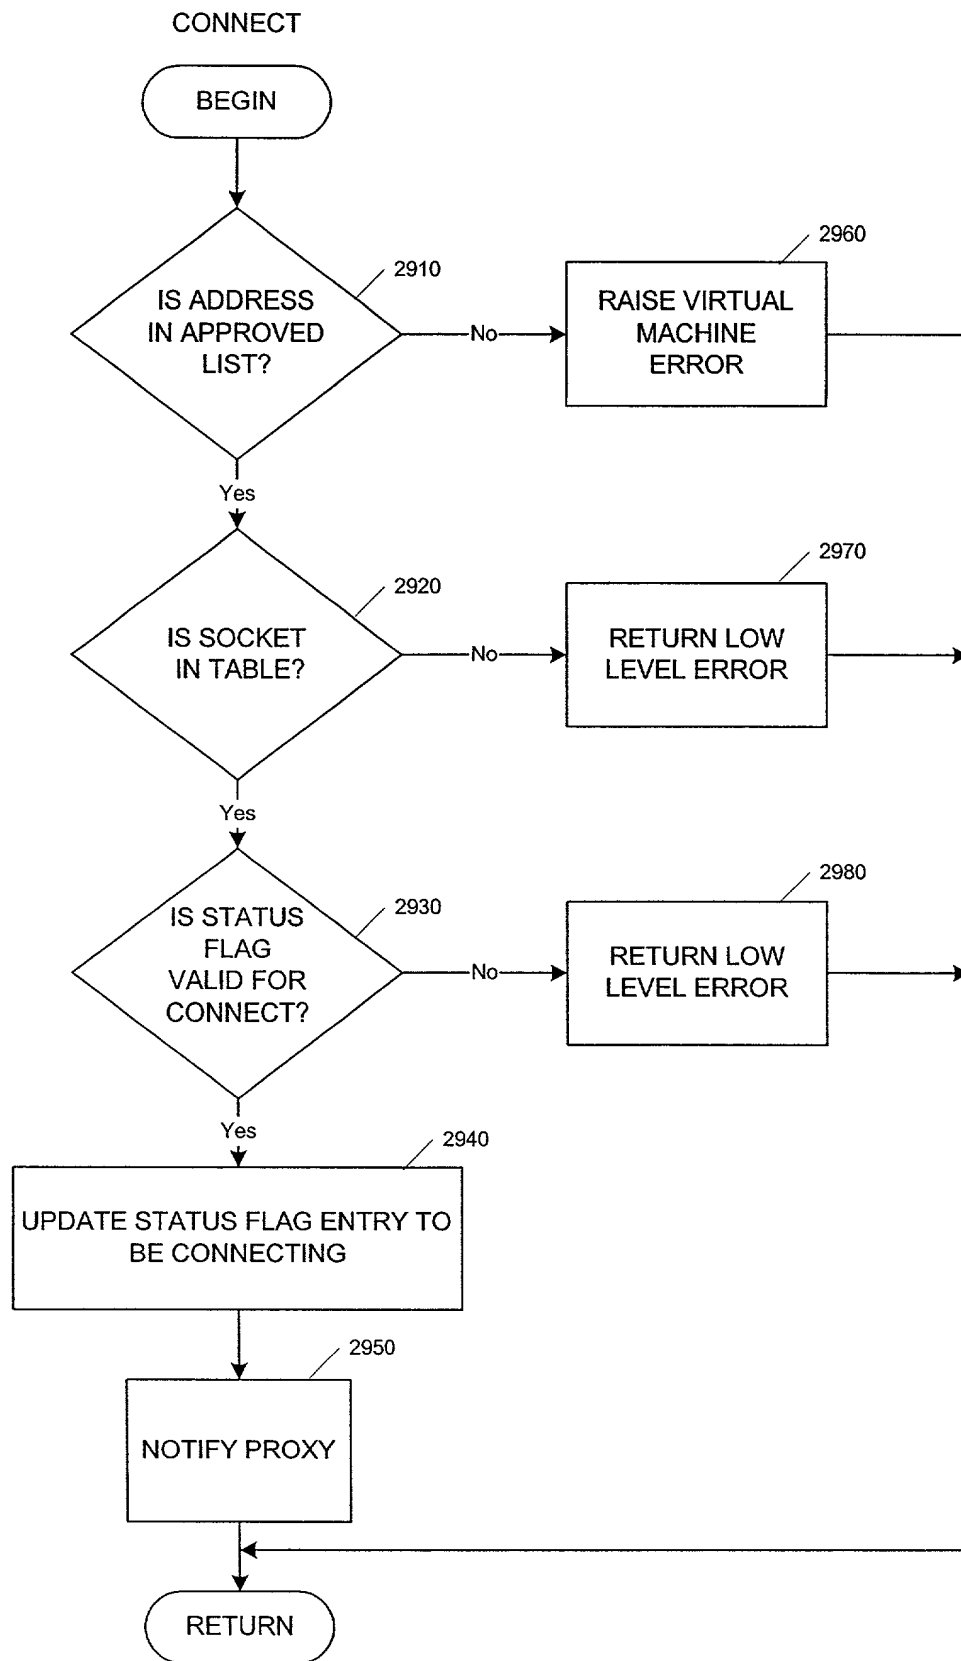 CONNECT
BEGIN
2910
IS ADDRESS
IN APPROVED
LIST?
No
2960
RAISE VIRTUAL
MACHINE
ERROR
Yes
2920
IS SOCKET
IN TABLE?
No
2970
RETURN LOW
LEVEL ERROR
Yes
2930
IS STATUS
FLAG
VALID FOR
CONNECT?
No
2980
RETURN LOW
LEVEL ERROR
Yes
2940
UPDATE STATUS FLAG ENTRY TO
BE CONNECTING
2950
NOTIFY PROXY
RETURN